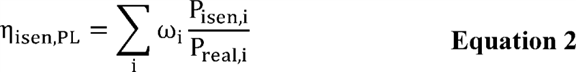 η_isen,PL = ∑_i ω_i P_isen,i / P_real,i Equation 2